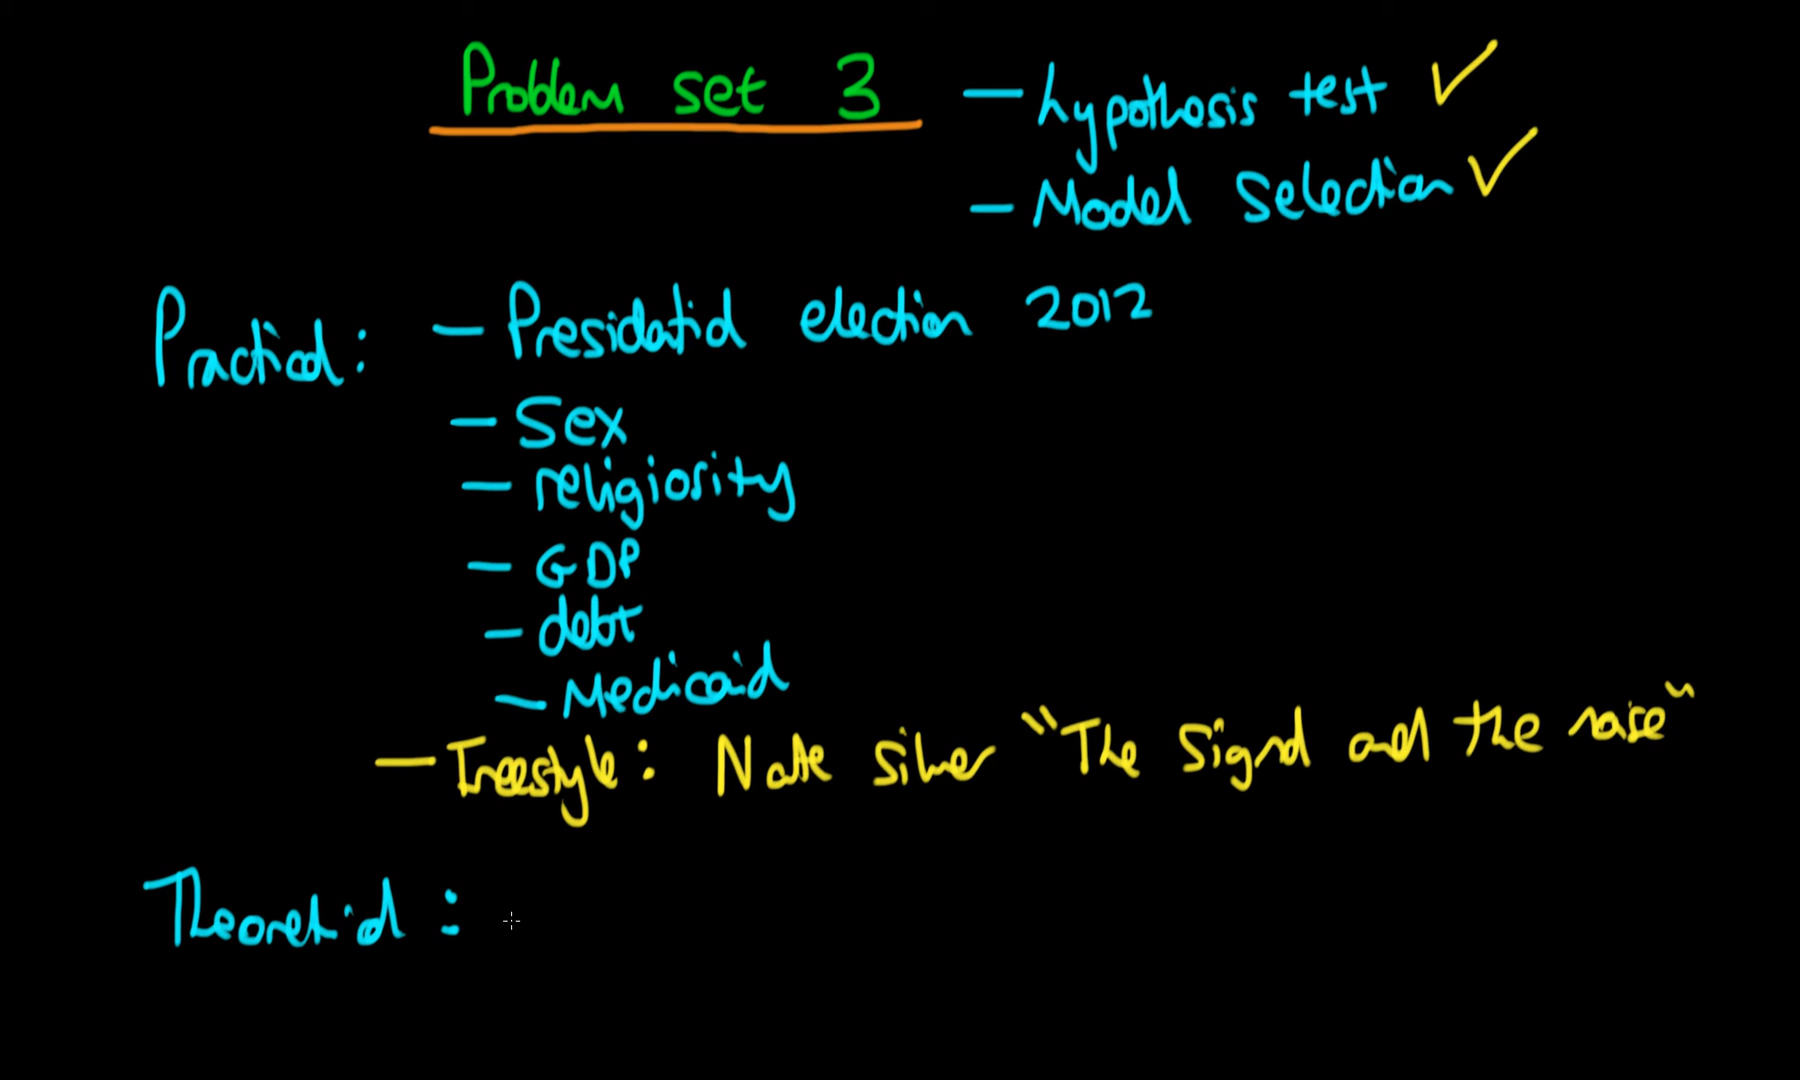 Problem set 3 – hypothesis test ✓
– Model Selection ✓
Practical: – Presidential election 2012
– Sex
– religiosity
– GDP
– debt
– Medicaid
– Freestyle: Nate silver "The Signal and the noise"
Theoretical: